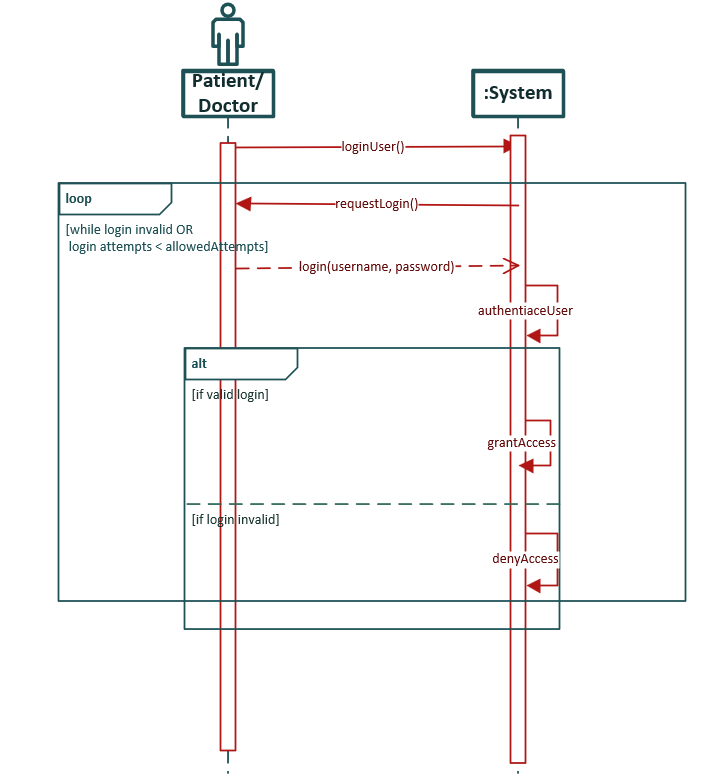 Patient/
Doctor
:System
loginUser()
loop
requestLogin()
[while login invalid OR
login attempts < allowedAttempts]
login(username, password)
authentiaceUser
alt
[if valid login]
grantAccess
[if login invalid]
denyAccess